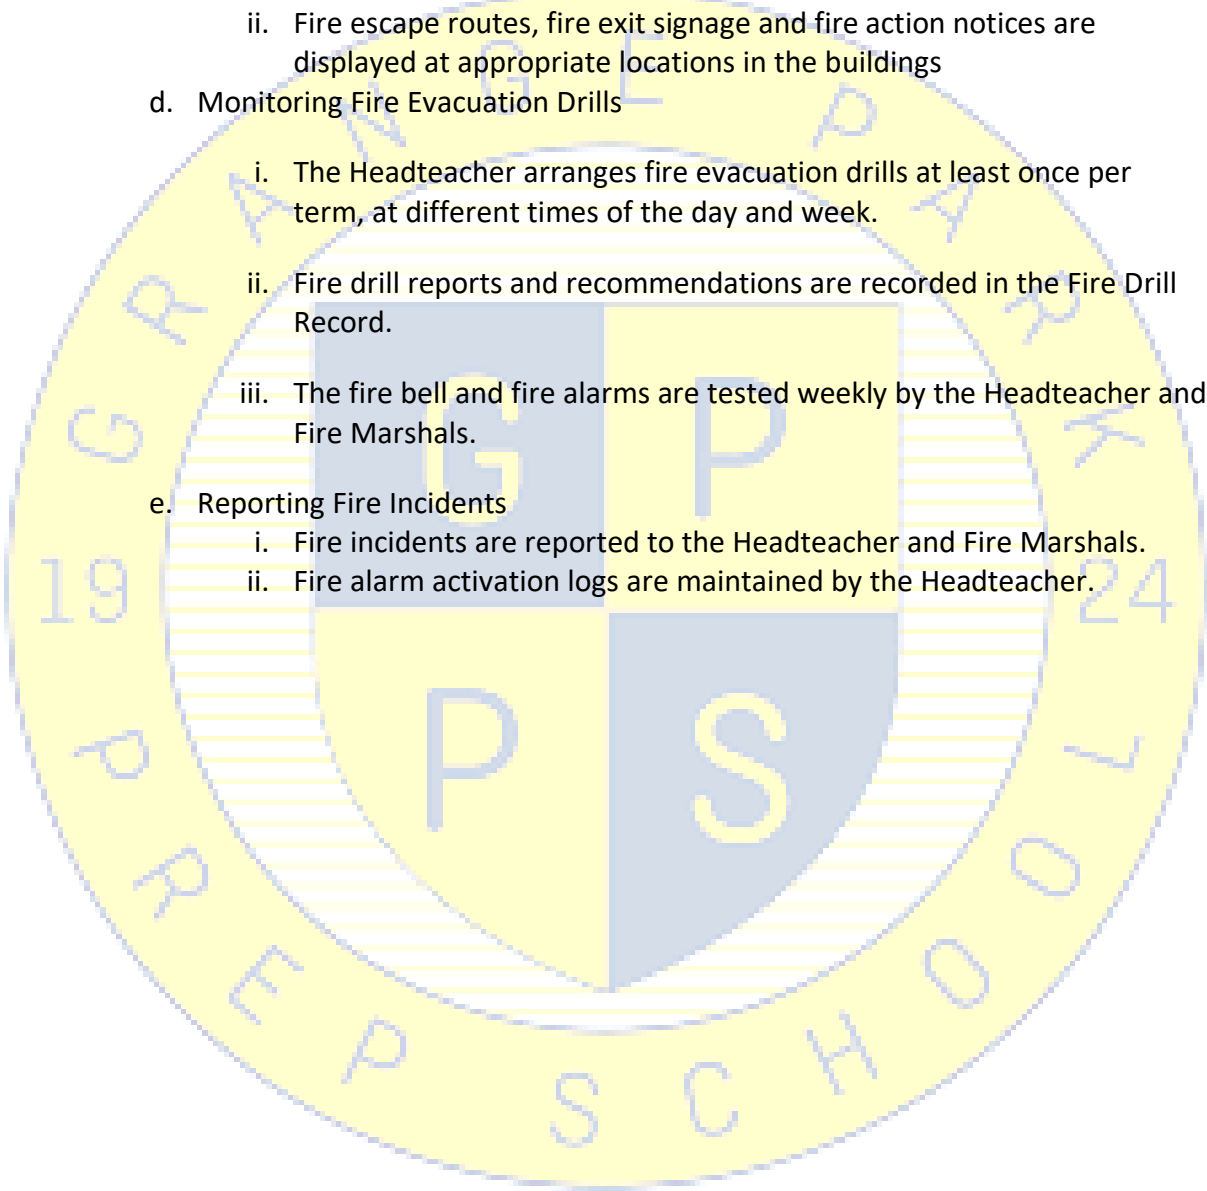 ii. Fire escape routes, fire exit signage and fire action notices are
displayed at appropriate locations in the buildings
d. Monitoring Fire Evacuation Drills
i. The Headteacher arranges fire evacuation drills at least once per
term, at different times of the day and week.
ii. Fire drill reports and recommendations are recorded in the Fire Drill
Record.
iii. The fire bell and fire alarms are tested weekly by the Headteacher and
Fire Marshals.
e. Reporting Fire Incidents
i. Fire incidents are reported to the Headteacher and Fire Marshals.
ii. Fire alarm activation logs are maintained by the Headteacher.
GRANGE PARK
19 24
PREP SCHOOL
G P
P S